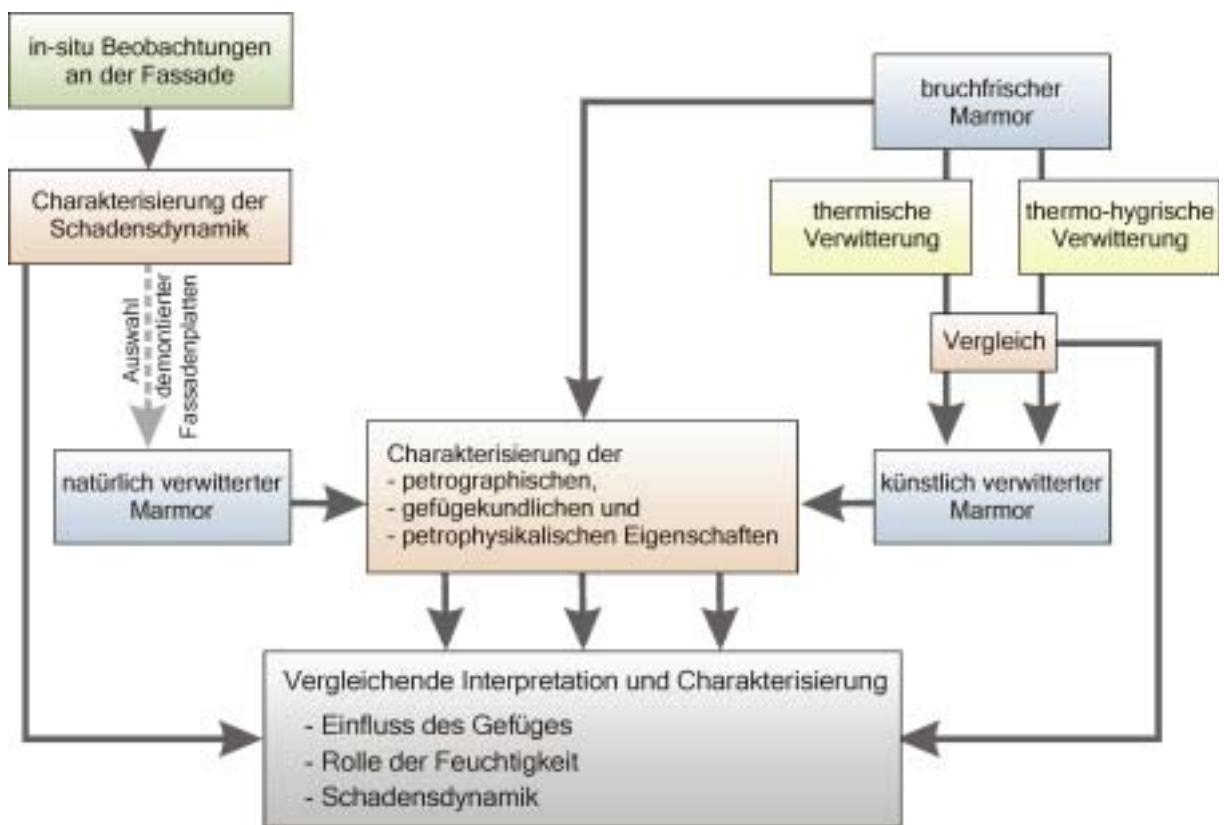 in-situ Beobachtungen
an der Fassade
Charakterisierung der
Schadensdynamik
Auswahl
demontierter
Fassadenplatten
natürlich verwitterter
Marmor
bruchfrischer
Marmor
thermische
Verwitterung
thermo-hygrische
Verwitterung
Vergleich
künstlich verwitterter
Marmor
Charakterisierung der
- petrographischen,
- gefügekundlichen und
- petrophysikalischen Eigenschaften
Vergleichende Interpretation und Charakterisierung
- Einfluss des Gefüges
- Rolle der Feuchtigkeit
- Schadensdynamik